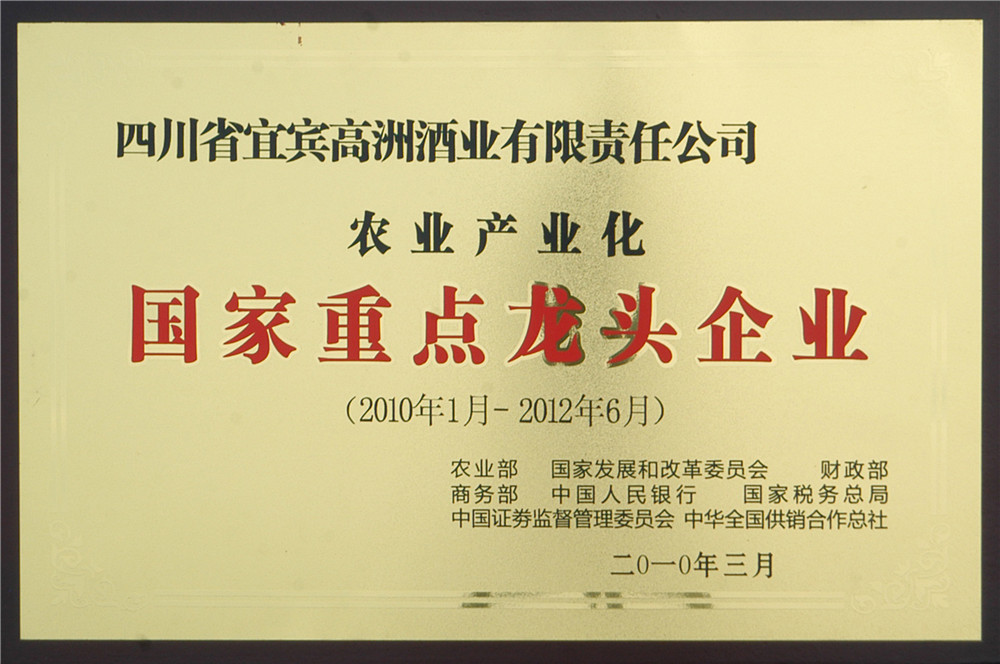 四川省宜宾高洲酒业有限责任公司
农业产业化
国家重点龙头企业
(2010年1月-2012年6月)
农业部 国家发展和改革委员会 财政部
商务部 中国人民银行 国家税务总局
中国证券监督管理委员会 中华全国供销合作总社
二〇一〇年三月